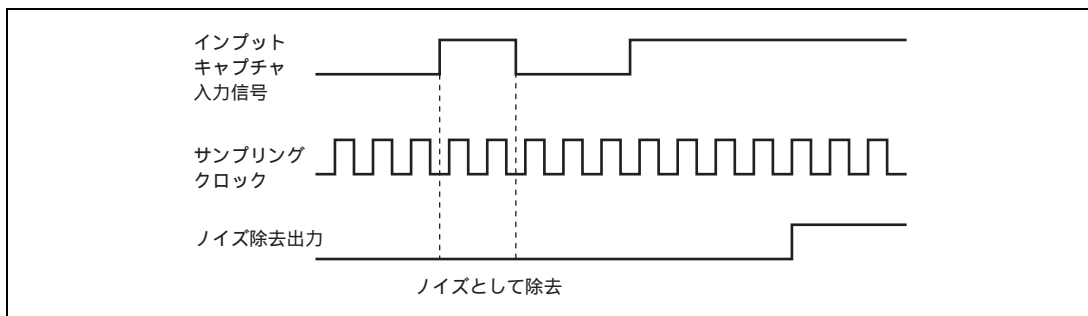 インプット
キャプチャ
入力信号
サンプリング
クロック
ノイズ除去出力
ノイズとして除去